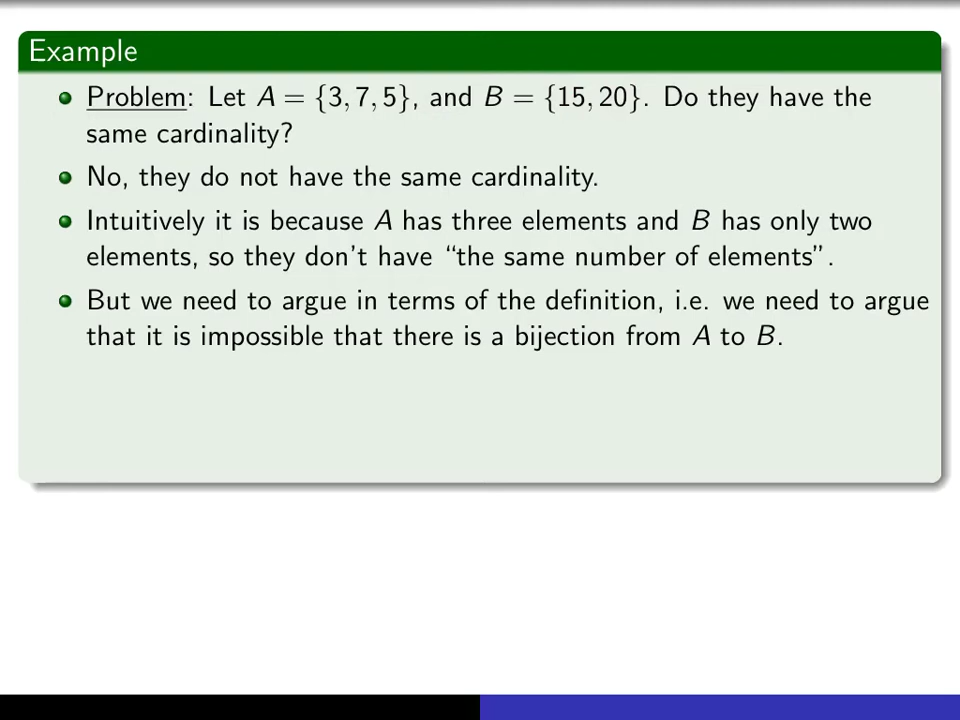 Example
Problem: Let A = {3, 7, 5}, and B = {15, 20}. Do they have the
same cardinality?
No, they do not have the same cardinality.
Intuitively it is because A has three elements and B has only two
elements, so they don't have “the same number of elements”.
But we need to argue in terms of the definition, i.e. we need to argue
that it is impossible that there is a bijection from A to B.